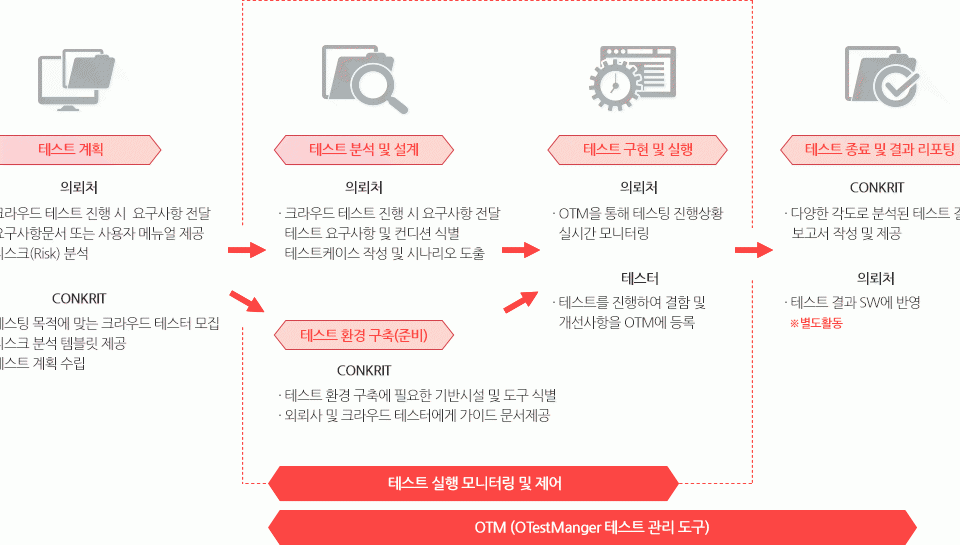 테스트 계획
의뢰처
크라우드 테스트 진행 시 요구사항 전달
요구사항문서 또는 사용자 메뉴얼 제공
리스크(Risk) 분석
CONKRIT
테스팅 목적에 맞는 크라우드 테스터 모집
리스크 분석 템블릿 제공
테스트 계획 수립
테스트 분석 및 설계
의뢰처
· 크라우드 테스트 진행 시 요구사항 전달
테스트 요구사항 및 컨디션 식별
테스트케이스 작성 및 시나리오 도출
테스트 환경 구축(준비)
CONKRIT
· 테스트 환경 구축에 필요한 기반시설 및 도구 식별
· 외뢰사 및 크라우드 테스터에게 가이드 문서제공
테스트 구현 및 실행
의뢰처
· OTM을 통해 테스팅 진행상황
실시간 모니터링
테스터
· 테스트를 진행하여 결함 및
개선사항을 OTM에 등록
테스트 종료 및 결과 리포팅
CONKRIT
· 다양한 각도로 분석된 테스트
보고서 작성 및 제공
의뢰처
· 테스트 결과 SW에 반영
※별도활동
테스트 실행 모니터링 및 제어
OTM (OTestManger 테스트 관리 도구)